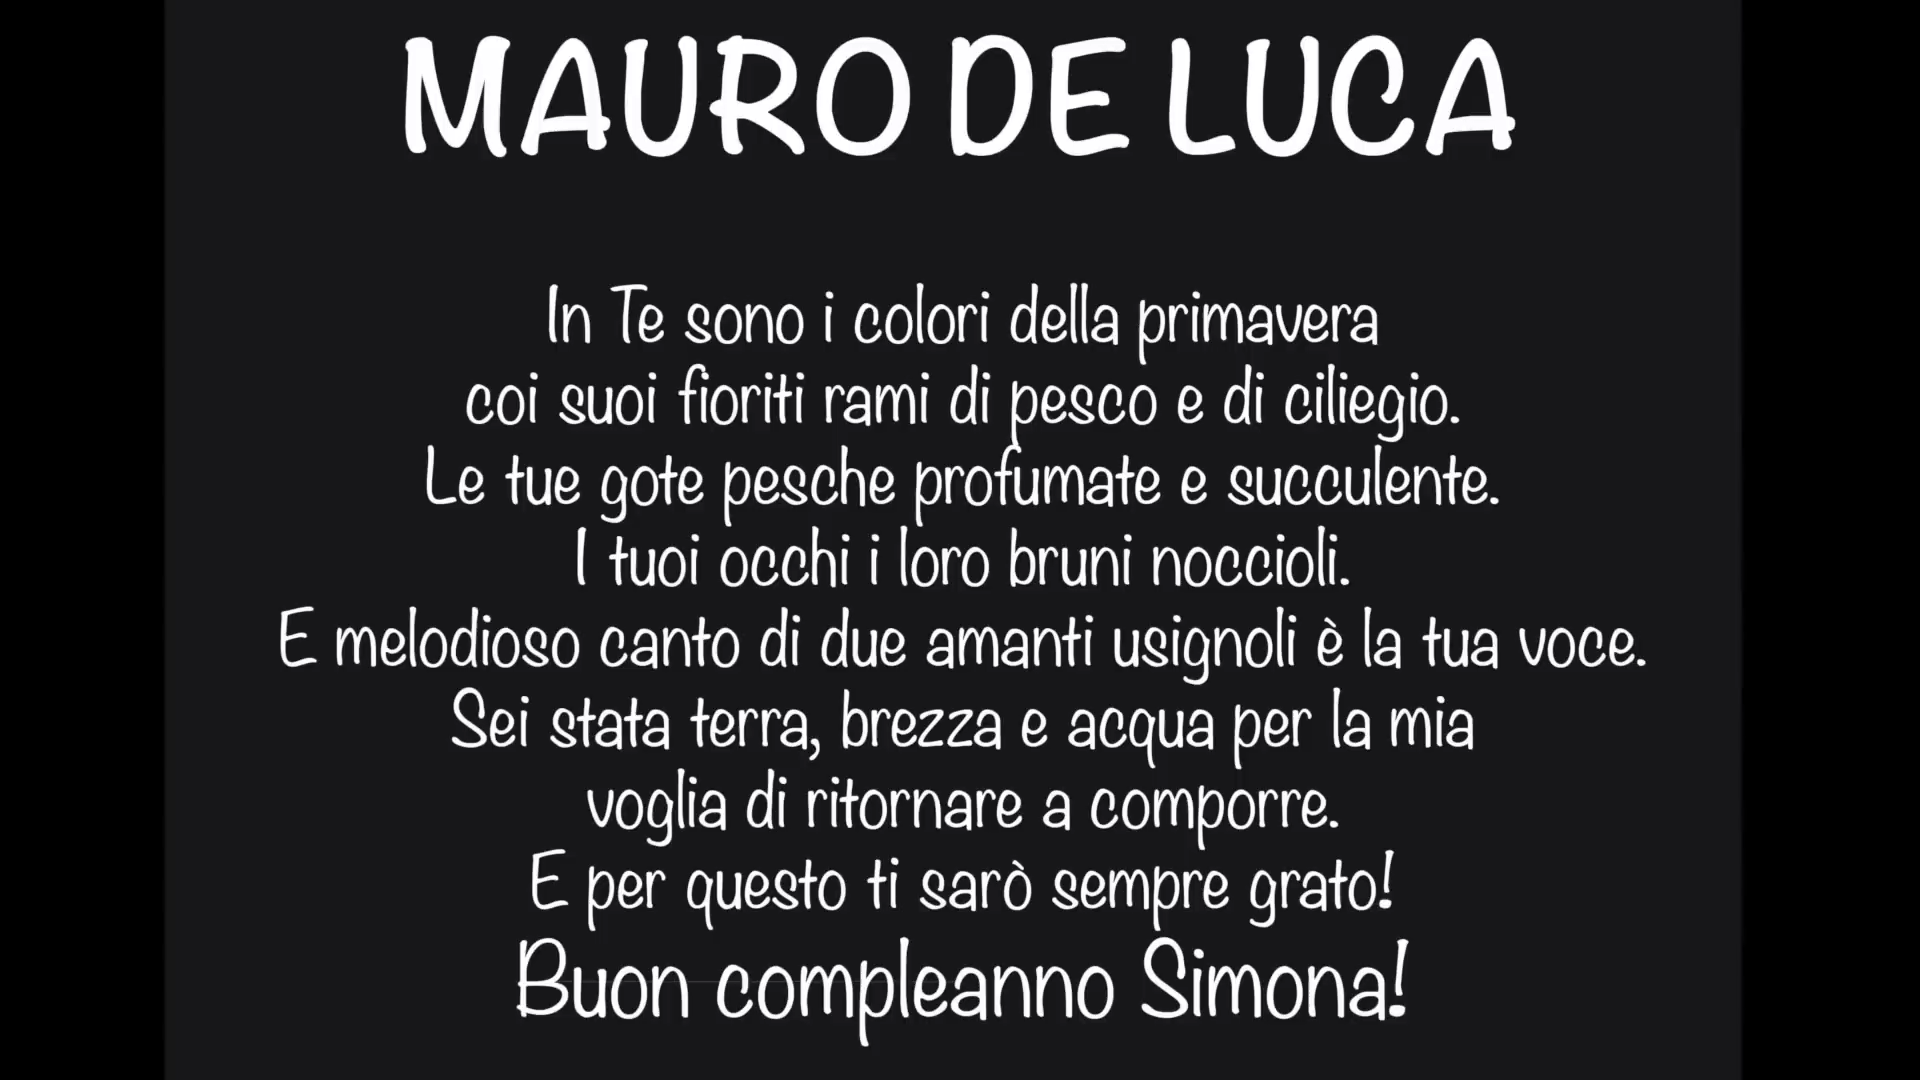 MAURO DE LUCA
In Te sono i colori della primavera
coi suoi fioriti rami di pesco e di ciliegio.
Le tue gote pesche profumate e succulente.
I tuoi occhi i loro bruni noccioli.
E melodioso canto di due amanti usignoli è la tua voce.
Sei stata terra, brezza e acqua per la mia
voglia di ritornare a comporre.
E per questo ti sarò sempre grato!
Buon compleanno Simona!